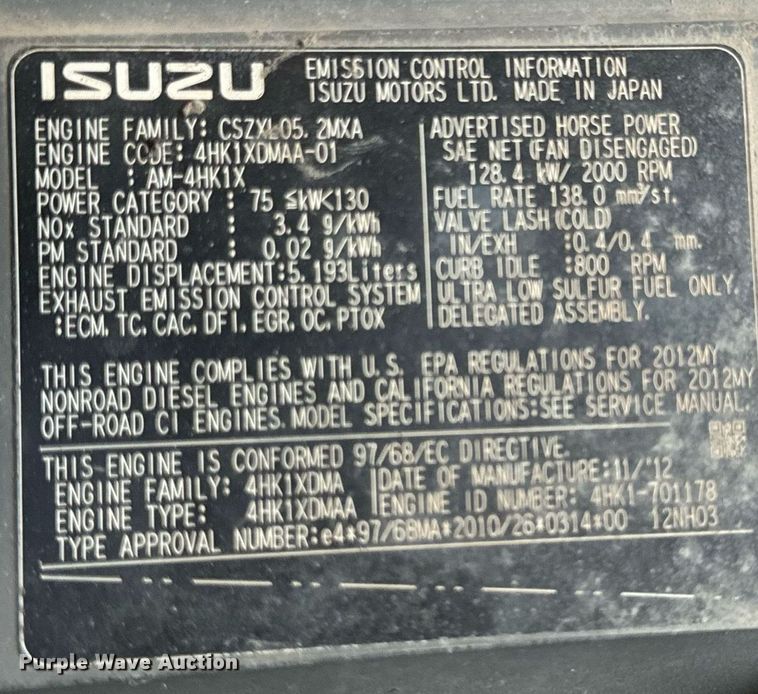 ISUZU EMISSION CONTROL INFORMATION
ISUZU MOTORS LTD. MADE IN JAPAN
ENGINE FAMILY: CSZXL05.2MXA
ENGINE CODE: 4HK1XDMAA-01
MODEL : AM-4HK1X
POWER CATEGORY : 75 ≤kW<130
NOx STANDARD : 3.4 g/kWh
PM STANDARD : 0.02 g/kWh
ENGINE DISPLACEMENT:5.193Liters
EXHAUST EMISSION CONTROL SYSTEM
:ECM, TC, CAC, DFI, EGR, OC, PTOX
ADVERTISED HORSE POWER
SAE NET(FAN DISENGAGED)
128.4 kW/ 2000 RPM
FUEL RATE 138.0 mm³/st.
VALVE LASH(COLD)
IN/EXH :0.4/0.4 mm.
CURB IDLE :800 RPM
ULTRA LOW SULFUR FUEL ONLY.
DELEGATED ASSEMBLY.
THIS ENGINE COMPLIES WITH U.S. EPA REGULATIONS FOR 2012MY
NONROAD DIESEL ENGINES AND CALIFORNIA REGULATIONS FOR 2012MY
OFF-ROAD CI ENGINES. MODEL SPECIFICATIONS:SEE SERVICE MANUAL.
THIS ENGINE IS CONFORMED 97/68/EC DIRECTIVE.
ENGINE FAMILY: 4HK1XDMA DATE OF MANUFACTURE:11/'12
ENGINE TYPE: 4HK1XDMAA ENGINE ID NUMBER: 4HK1-701178
TYPE APPROVAL NUMBER:e4*97/68MA*2010/26*0314*00 12NH03
Purple Wave Auction